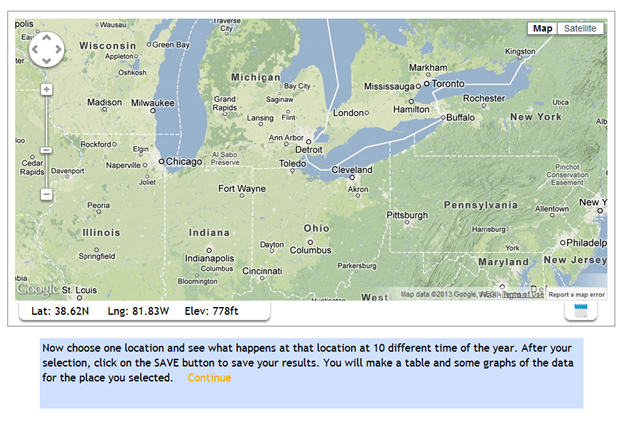 polis
Wausau
Traverse
City
Map
Satellite
Eau
Wisconsin
Green Bay
Appleton
Oshkosh
Michigan
Bay City
Saginaw
Kingston
Markham
Mississauga
Toronto
Madison
Milwaukee
Grand
Rapids
Lansing
Flint
London
Hamilton
Rochester
Utica
Buffalo
New York
Alb
Rockford
Elgin
Ann Arbor
Detroit
loo
Cedar
Rapids
Davenport
Naperville
Chicago
Joliet
Al Sabo
Preserve
Toledo
Cleveland
Akron
Pinchot
Conservation
Easement
Fort Wayne
Peoria
Pittsburgh
Pennsylvania
Allentown
New Y
Illinois
Indiana
Ohio
Harrisburg
Springfield
Indianapolis
Dayton
Columbus
York
Philadelp
Columbus
Bloomington
Cincinnati
Parkersburg
Maryland
New Jersey
Google
St. Louis
Huntington
West
Map data ©2013 Google,
Terms of Use
Report a map error
Lat: 38.62N Lng: 81.83W Elev: 778ft
Now choose one location and see what happens at that location at 10 different time of the year. After your
selection, click on the SAVE button to save your results. You will make a table and some graphs of the data
for the place you selected. Continue